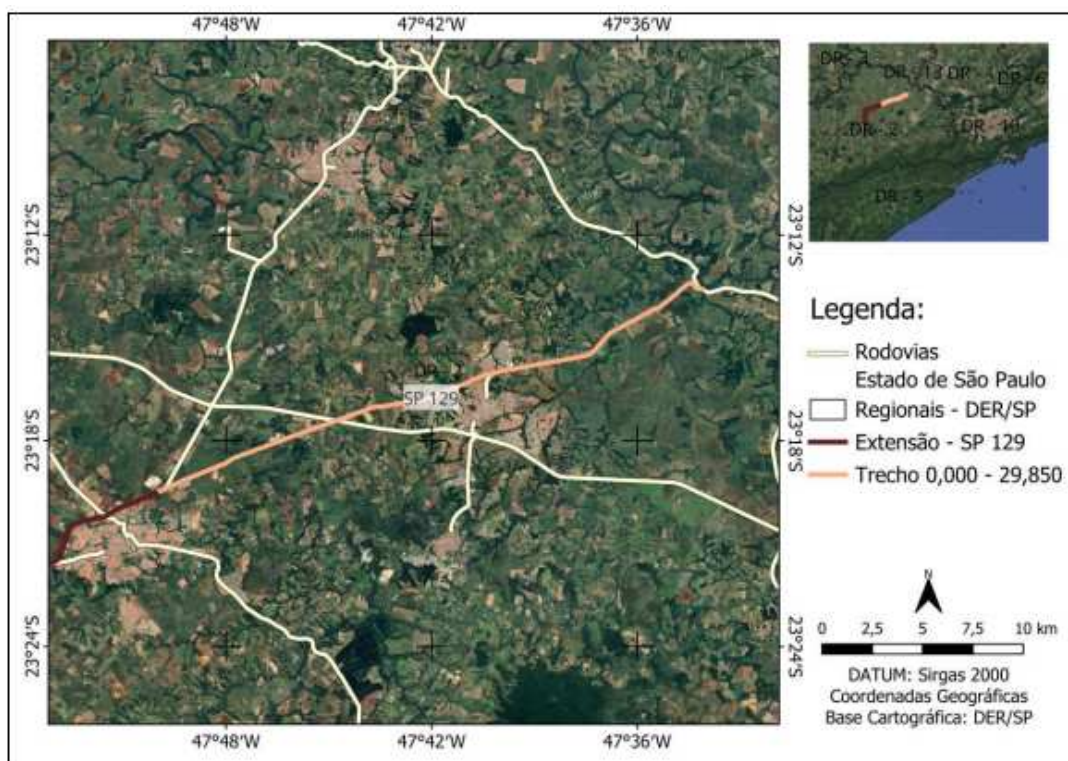 47°48'W 47°42'W 47°36'W
23°12'S 23°12'S
23°18'S 23°18'S
23°24'S 23°24'S
47°48'W 47°42'W 47°36'W
SP 129
DR - 2
DR - 5
Legenda:
Rodovias
Estado de São Paulo
Regionais - DER/SP
Extensão - SP 129
Trecho 0,000 - 29,850
N
0 2,5 5 7,5 10 km
DATUM: Sirgas 2000
Coordenadas Geográficas
Base Cartográfica: DER/SP